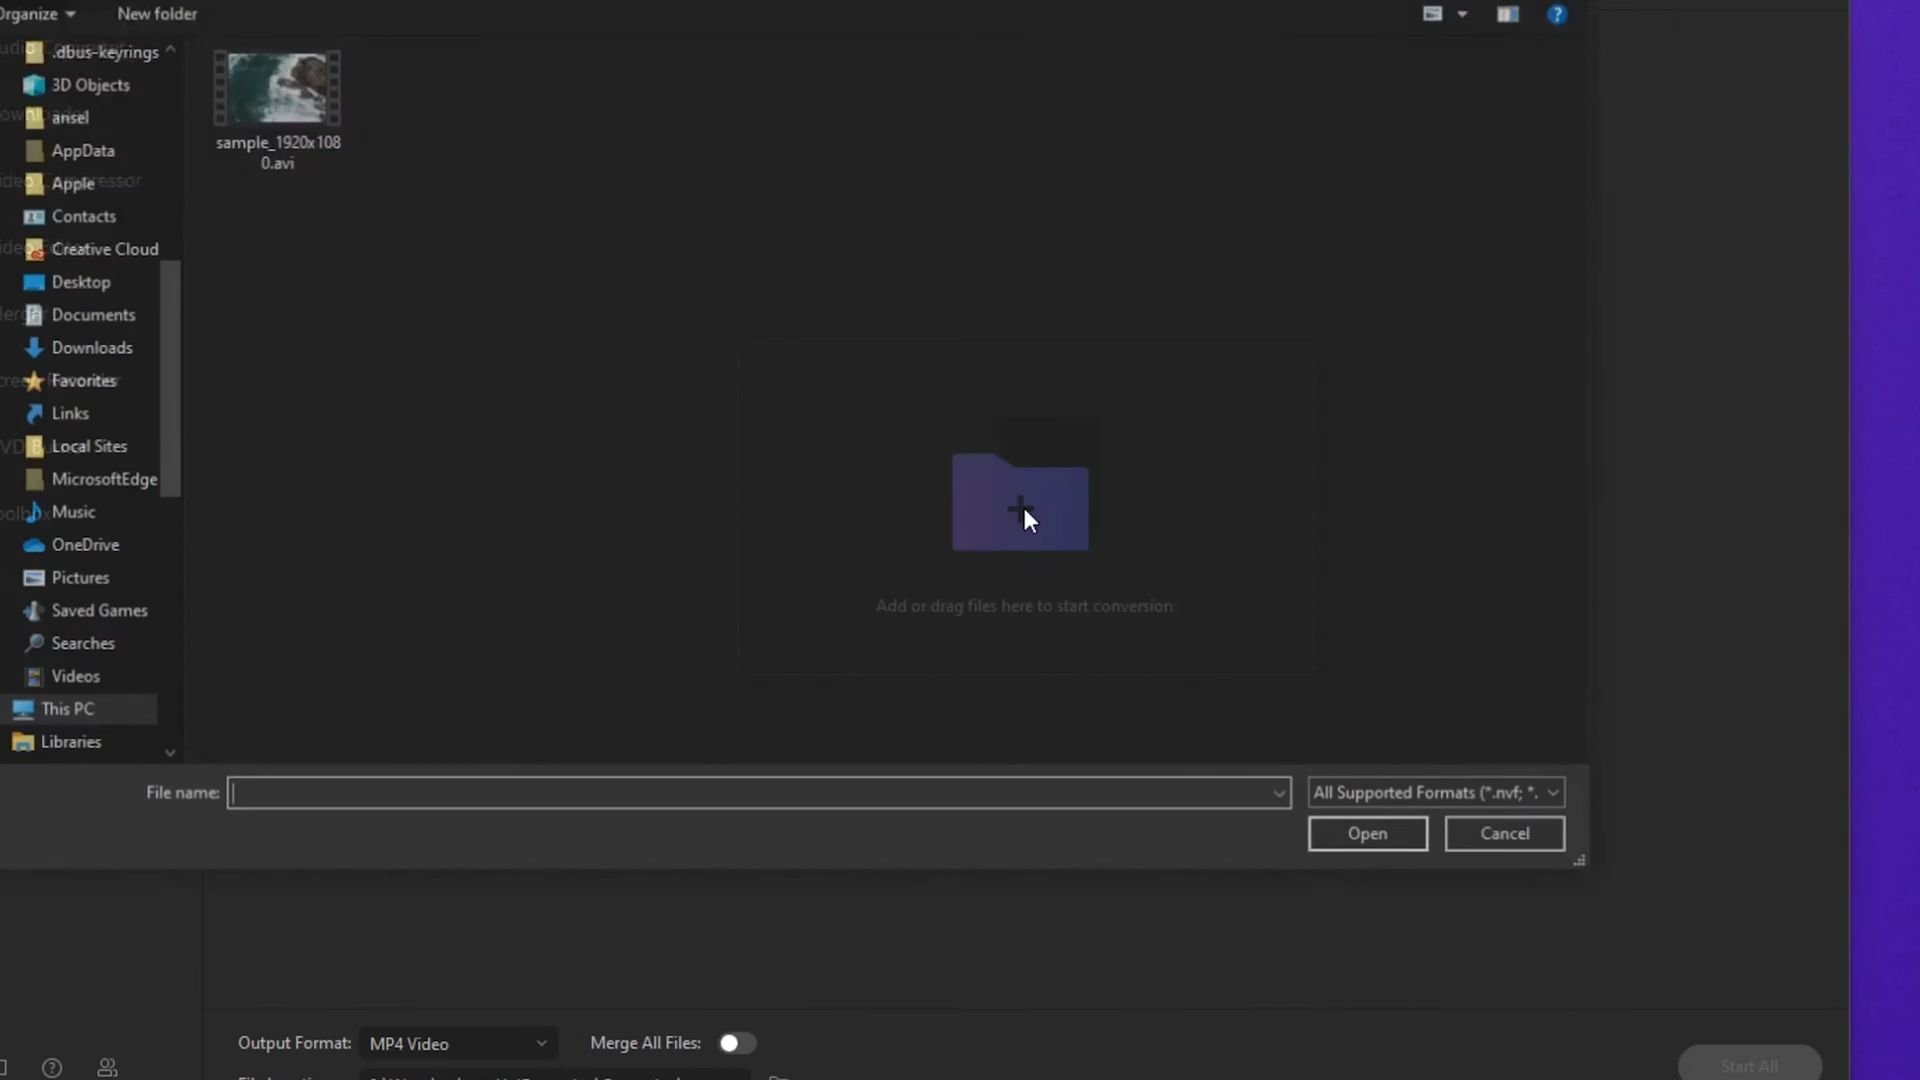 Organize New folder
.dbus-keyrings
3D Objects
ansel
AppData
Apple
Contacts
Creative Cloud
Desktop
Documents
Downloads
Favorites
Links
Local Sites
MicrosoftEdge
Music
OneDrive
Pictures
Saved Games
Searches
Videos
This PC
Libraries
sample_1920x108
0.avi
Add or drag files here to start conversion
File name:
All Supported Formats (*.nvf; *.
Open Cancel
Output Format: MP4 Video Merge All Files:
Start All